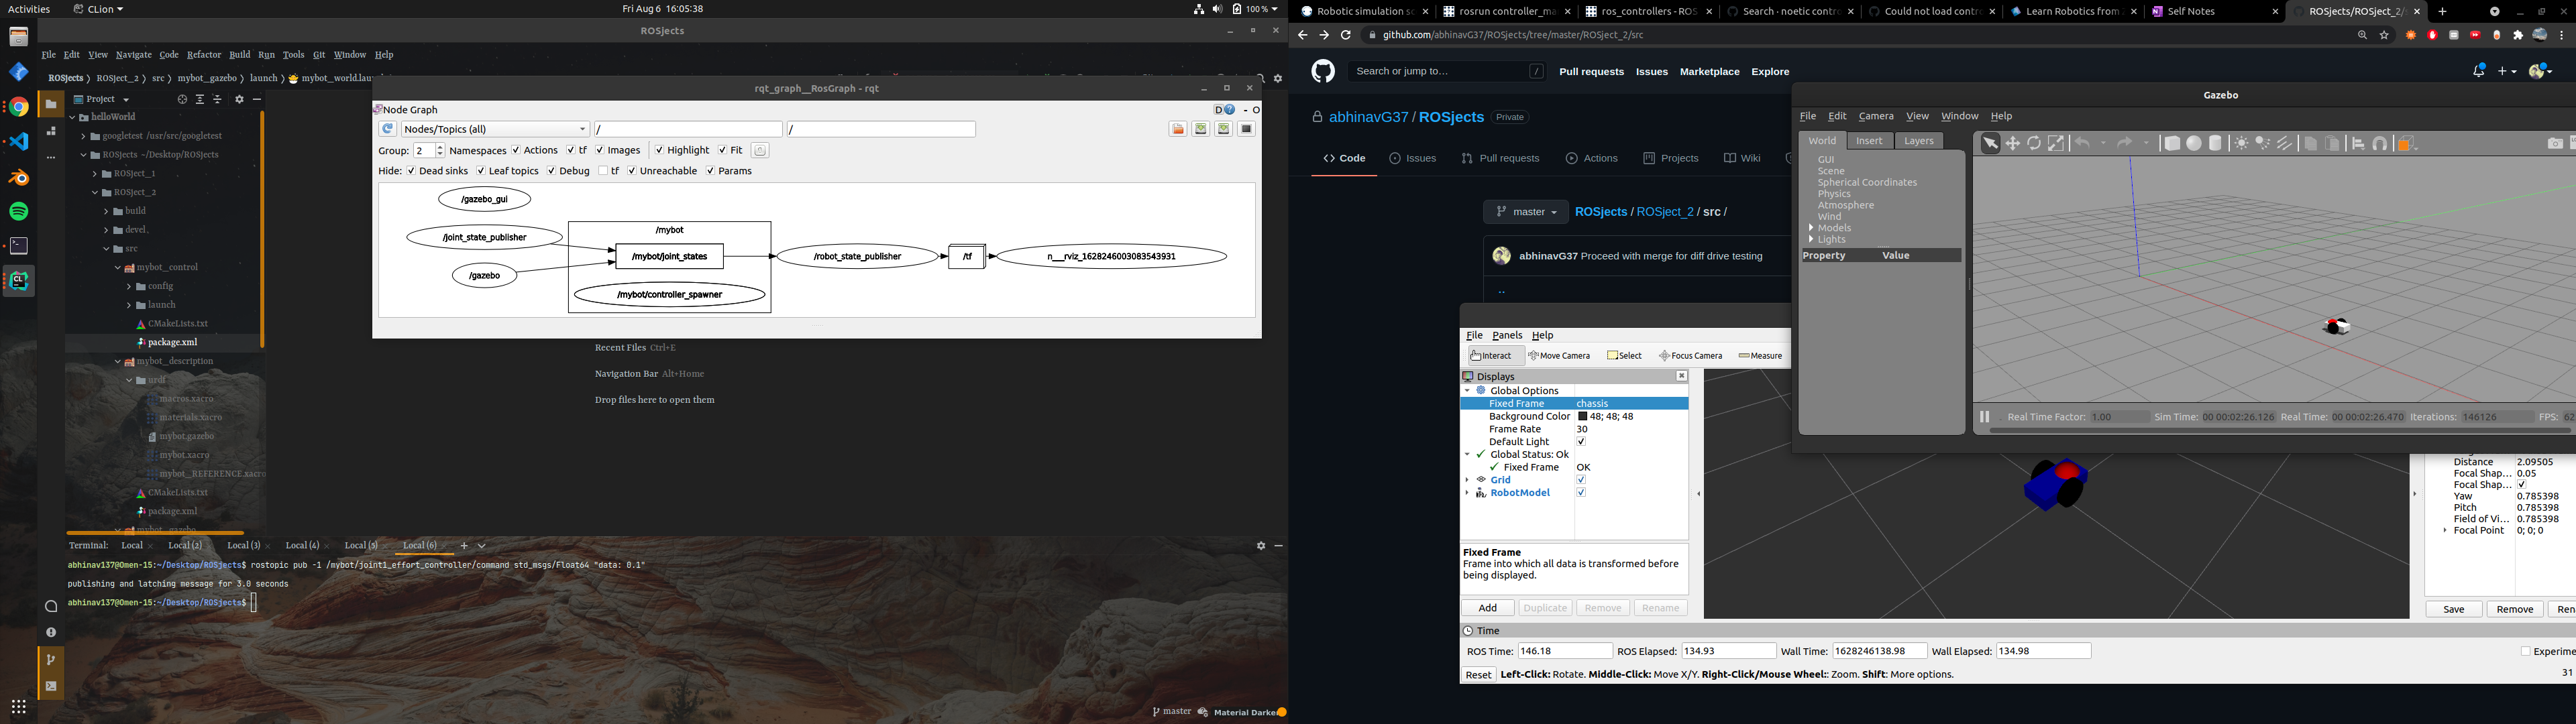 Activities
CLion
Fri Aug 6 16:05:38
100 %
ROSjects
File Edit View Navigate Code Refactor Build Run Tools Git Window Help
ROSjects ROSJect_2 src mybot_gazebo launch
Project
helloWorld
googletest /usr/src/googletest
ROSjects ~/Desktop/ROSjects
ROSJect_1
ROSJect_2
build
devel
src
mybot_control
config
launch
CMakeLists.txt
package.xml
mybot_description
urdf
macros.xacro
materials.xacro
mybot.gazebo
mybot.xacro
mybot_REFERENCE.xacro
CMakeLists.txt
package.xml
mybot_gazebo
rqt_graph__RosGraph - rqt
Node Graph
D - O
Nodes/Topics (all) / /
Group: 2 Namespaces Actions tf Images Highlight Fit
Hide: Dead sinks Leaf topics Debug tf Unreachable Params
/gazebo_gui
/joint_state_publisher
/gazebo
/mybot
/mybot/joint_states
/mybot/controller_spawner
/robot_state_publisher
/tf
n___rviz_1628246003083543931
Recent Files Ctrl+E
Navigation Bar Alt+Home
Drop files here to open them
Terminal: Local Local (2) Local (3) Local (4) Local (5) Local (6)
abhinav137@Omen-15:~/Desktop/ROSjects$ rostopic pub -1 /mybot/joint1_effort_controller/command std_msgs/Float64 "data: 0.1"
publishing and latching message for 3.0 seconds
abhinav137@Omen-15:~/Desktop/ROSjects$
master Material Darker
Robotic simulation sc
rosrun controller_ma
ros_controllers - ROS
Search · noetic contr
Could not load contr
Learn Robotics from
Self Notes
ROSjects/ROSject_2/s
github.com/abhinavG37/ROSjects/tree/master/ROSject_2/src
Search or jump to… /
Pull requests Issues Marketplace Explore
abhinavG37 / ROSjects Private
Code Issues Pull requests Actions Projects Wiki
master ROSjects / ROSject_2 / src /
abhinavG37 Proceed with merge for diff drive testing
..
Gazebo
File Edit Camera View Window Help
World Insert Layers
GUI
Scene
Spherical Coordinates
Physics
Atmosphere
Wind
Models
Lights
Property Value
Real Time Factor: 1.00 Sim Time: 00 00:02:26.126 Real Time: 00 00:02:26.470 Iterations: 146126 FPS: 62
File Panels Help
Interact Move Camera Select Focus Camera Measure
Displays
Global Options
Fixed Frame chassis
Background Color 48; 48; 48
Frame Rate 30
Default Light
Global Status: Ok
Fixed Frame OK
Grid
RobotModel
Fixed Frame
Frame into which all data is transformed before
being displayed.
Add Duplicate Remove Rename
Distance 2.09505
Focal Shap... 0.05
Focal Shap...
Yaw 0.785398
Pitch 0.785398
Field of Vi... 0.785398
Focal Point 0; 0; 0
Save Remove Ren
Time
ROS Time: 146.18 ROS Elapsed: 134.93 Wall Time: 1628246138.98 Wall Elapsed: 134.98 Experime
Reset Left-Click: Rotate. Middle-Click: Move X/Y. Right-Click/Mouse Wheel:: Zoom. Shift: More options.
31